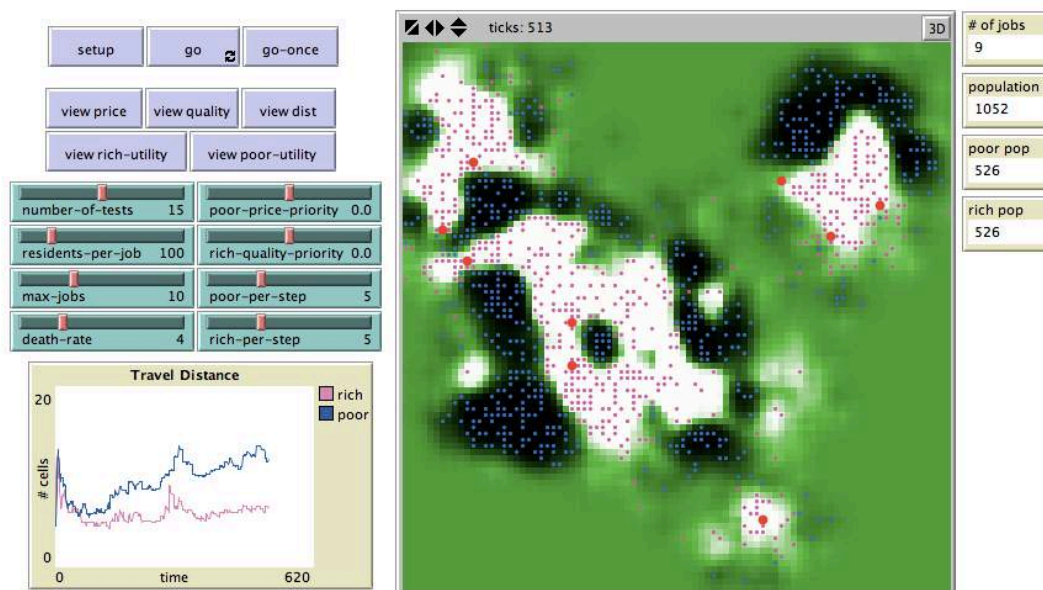 setup
go
go-once
view price
view quality
view dist
view rich-utility
view poor-utility
number-of-tests 15
poor-price-priority 0.0
residents-per-job 100
rich-quality-priority 0.0
max-jobs 10
poor-per-step 5
death-rate 4
rich-per-step 5
Travel Distance
20
# cells
0
0
time
620
rich
poor
ticks: 513
3D
# of jobs
9
population
1052
poor pop
526
rich pop
526